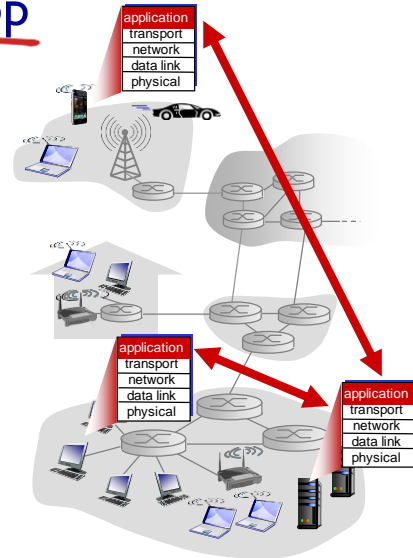 application
transport
network
data link
physical
application
transport
network
data link
physical
application
transport
network
data link
physical